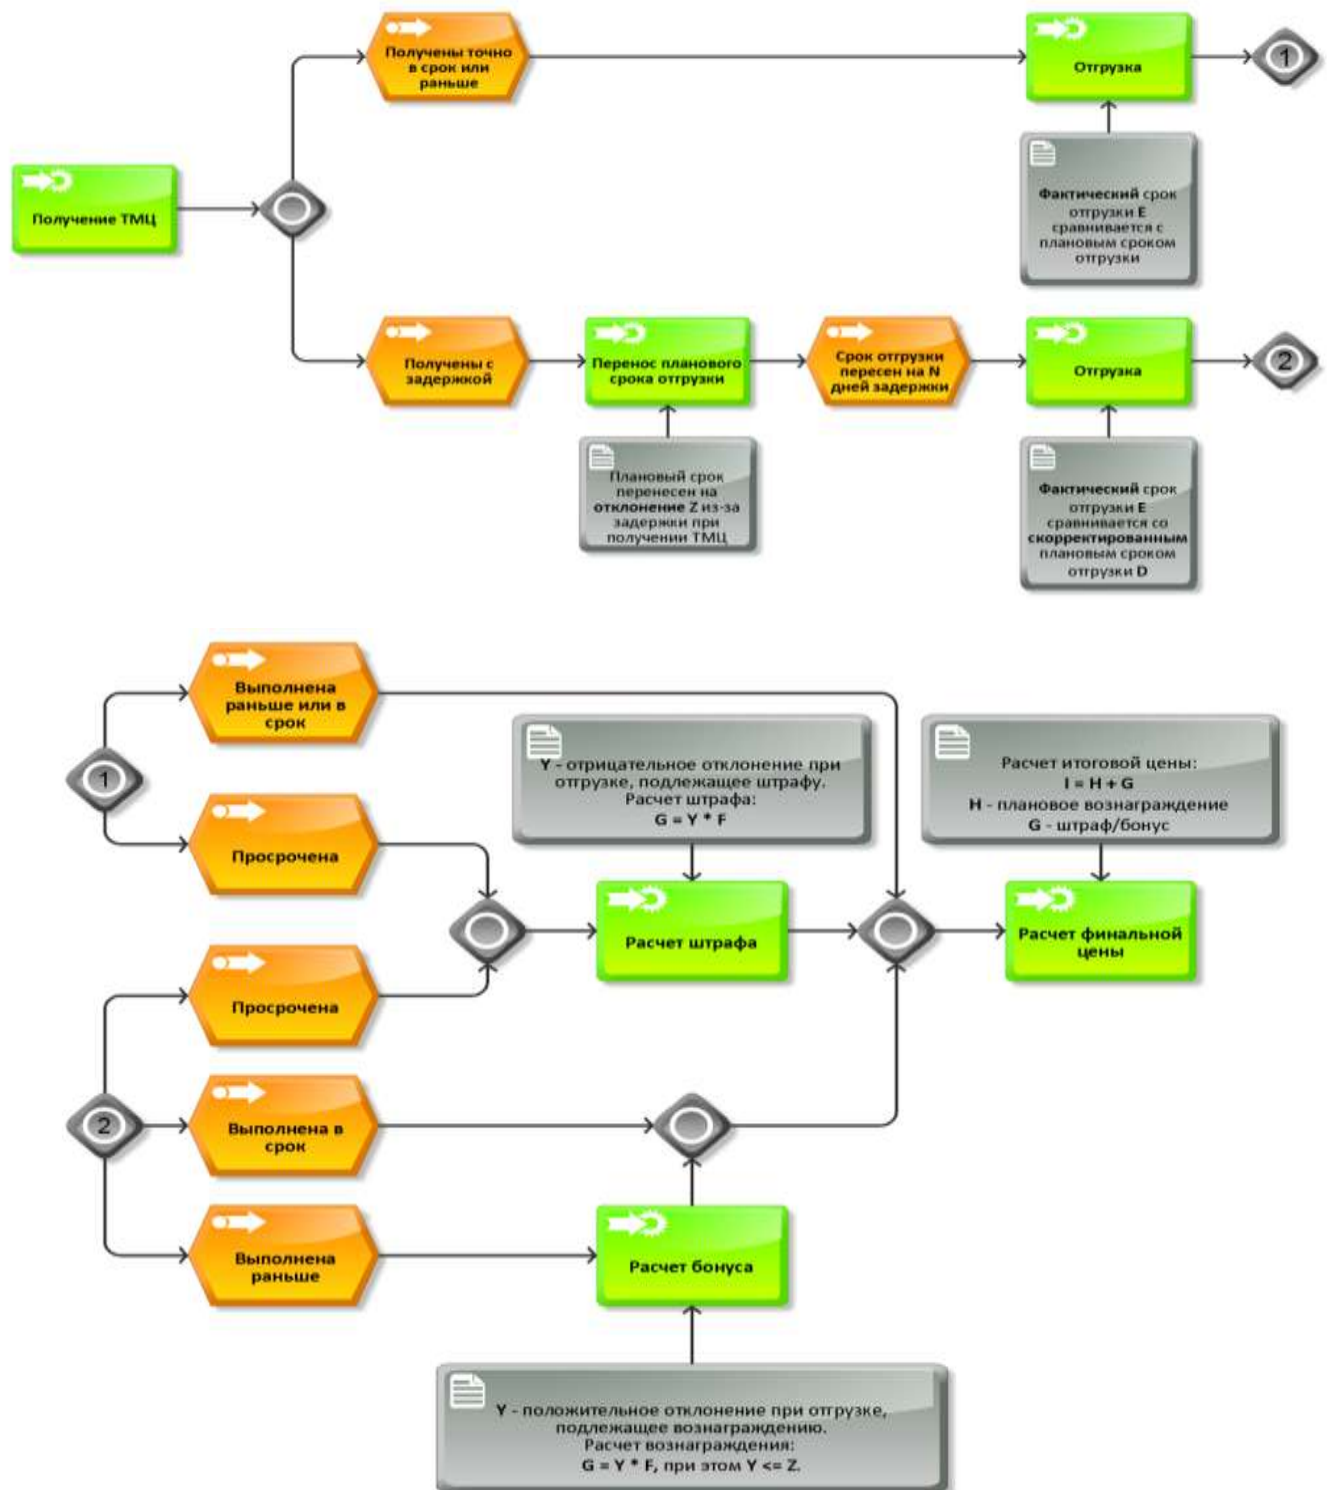 Получены точно
в срок или
раньше
Отгрузка
1
Получение ТМЦ
Фактический срок
отгрузки E
сравнивается с
плановым сроком
отгрузки
Получены с
задержкой
Перенос планового
срока отгрузки
Срок отгрузки
пересен на N
дней задержки
Отгрузка
2
Плановый срок
перенесен на
отклонение Z из-за
задержки при
получении ТМЦ
Фактический срок
отгрузки E
сравнивается со
скорректированным
плановым сроком
отгрузки D
Выполнена
раньше или в
срок
1
Просрочена
Y - отрицательное отклонение при
отгрузке, подлежащее штрафу.
Расчет штрафа:
G = Y * F
Расчет итоговой цены:
I = H + G
H - плановое вознаграждение
G - штраф/бонус
Расчет штрафа
Расчет финальной
цены
Просрочена
2
Выполнена в
срок
Выполнена
раньше
Расчет бонуса
Y - положительное отклонение при отгрузке,
подлежащее вознаграждению.
Расчет вознаграждения:
G = Y * F, при этом Y <= Z.